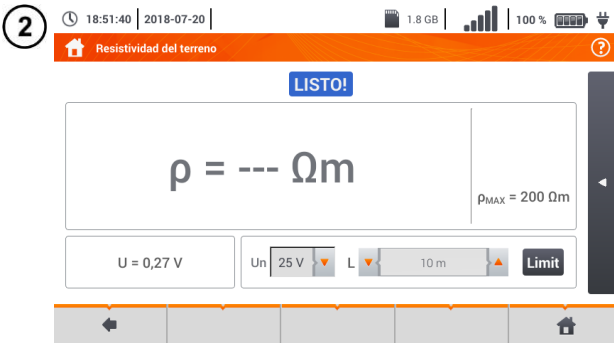 2
18:51:40 2018-07-20 1.8 GB 100 %
Resistividad del terreno ?
LISTO!
ρ = --- Ωm
ρMAX = 200 Ωm
U = 0,27 V Un 25 V L 10 m Limit